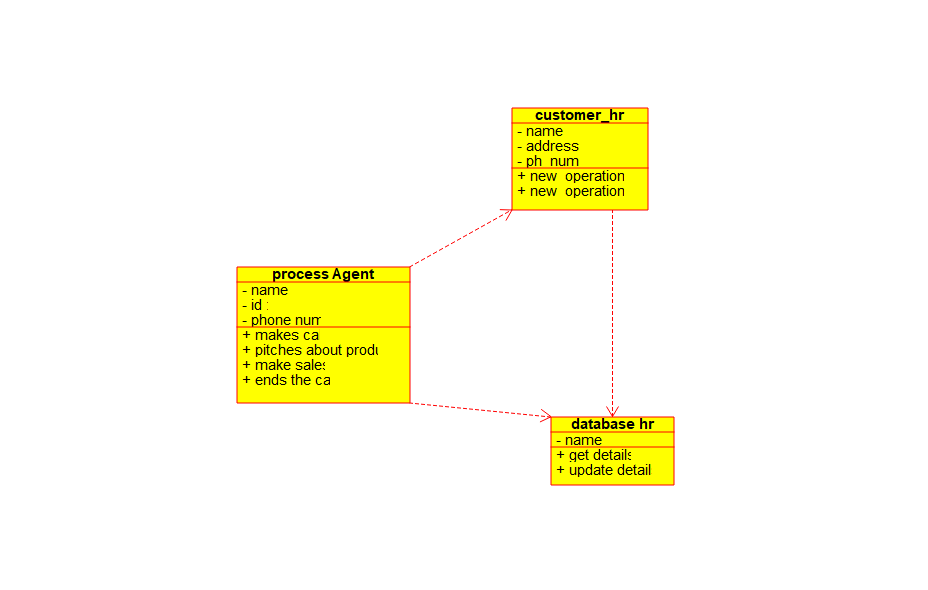 customer_hr
- name
- address
- ph_num
+ new_operation
+ new_operation
process Agent
- name
- id :
- phone num
+ makes ca
+ pitches about produ
+ make sales
+ ends the ca
database hr
- name
+ get details
+ update detail